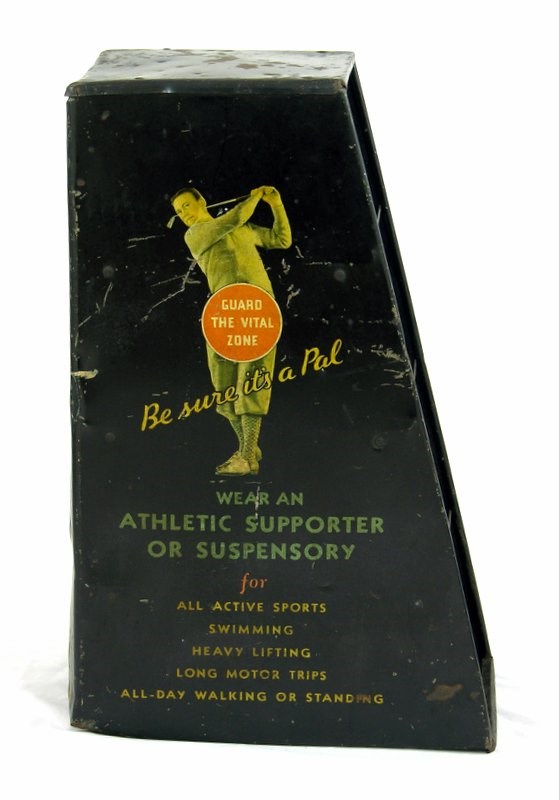 GUARD
THE VITAL
ZONE
Be sure it's a Pal
WEAR AN
ATHLETIC SUPPORTER
OR SUSPENSORY
for
ALL ACTIVE SPORTS
SWIMMING
HEAVY LIFTING
LONG MOTOR TRIPS
ALL-DAY WALKING OR STANDING